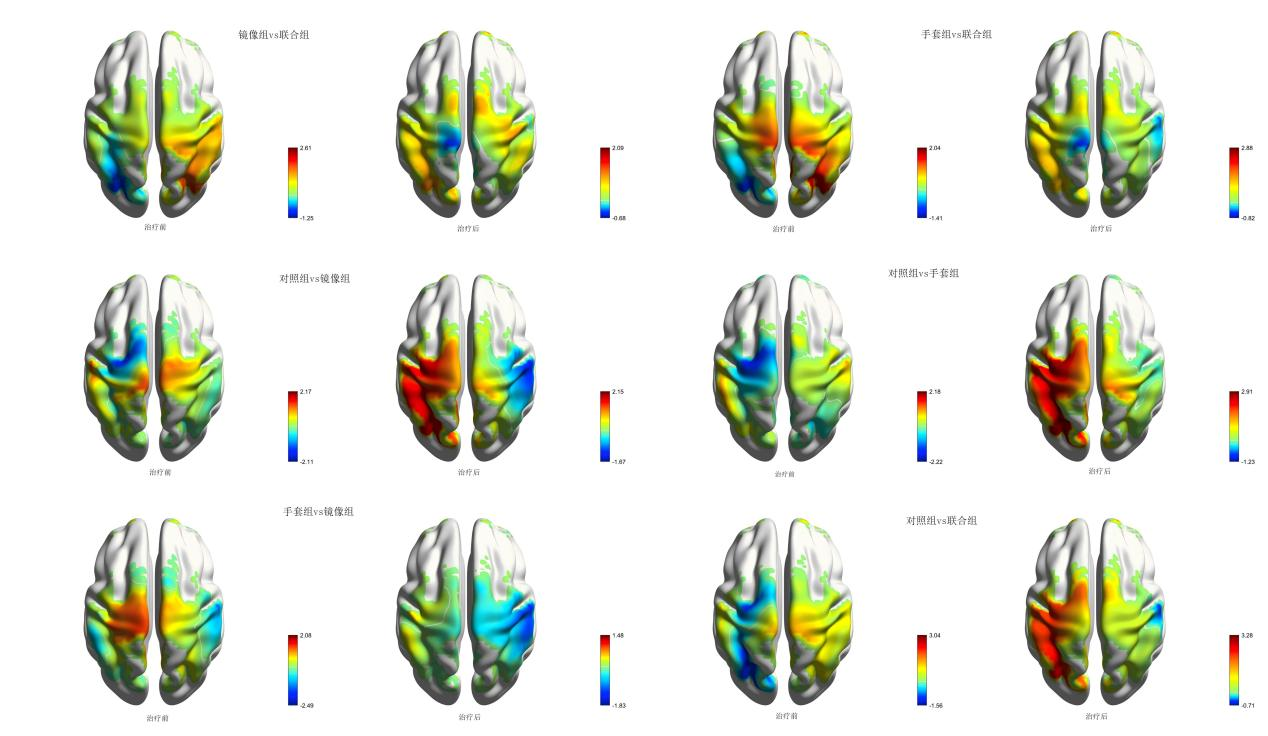 镜像组vs联合组
手套组vs联合组
2.61
-1.25
2.09
-0.68
2.04
-1.41
2.88
-0.82
治疗前
治疗后
治疗前
治疗后
对照组vs镜像组
对照组vs手套组
2.17
-2.11
2.15
-1.67
2.18
-2.22
2.91
-1.23
治疗前
治疗后
治疗前
治疗后
手套组vs镜像组
对照组vs联合组
2.08
-2.49
1.48
-1.83
3.04
-1.56
3.28
-0.71
治疗前
治疗后
治疗前
治疗后